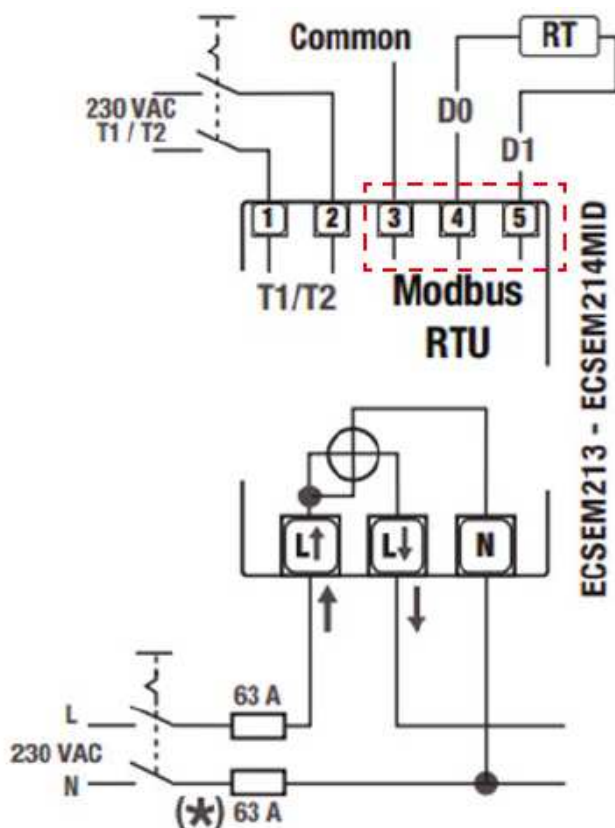 Common
RT
230 VAC
T1 / T2
D0
D1
1 2 3 4 5
T1/T2
Modbus
RTU
ECSEM213 - ECSEM214MID
L↑ L↓ N
63 A
L
230 VAC
N
(*) 63 A